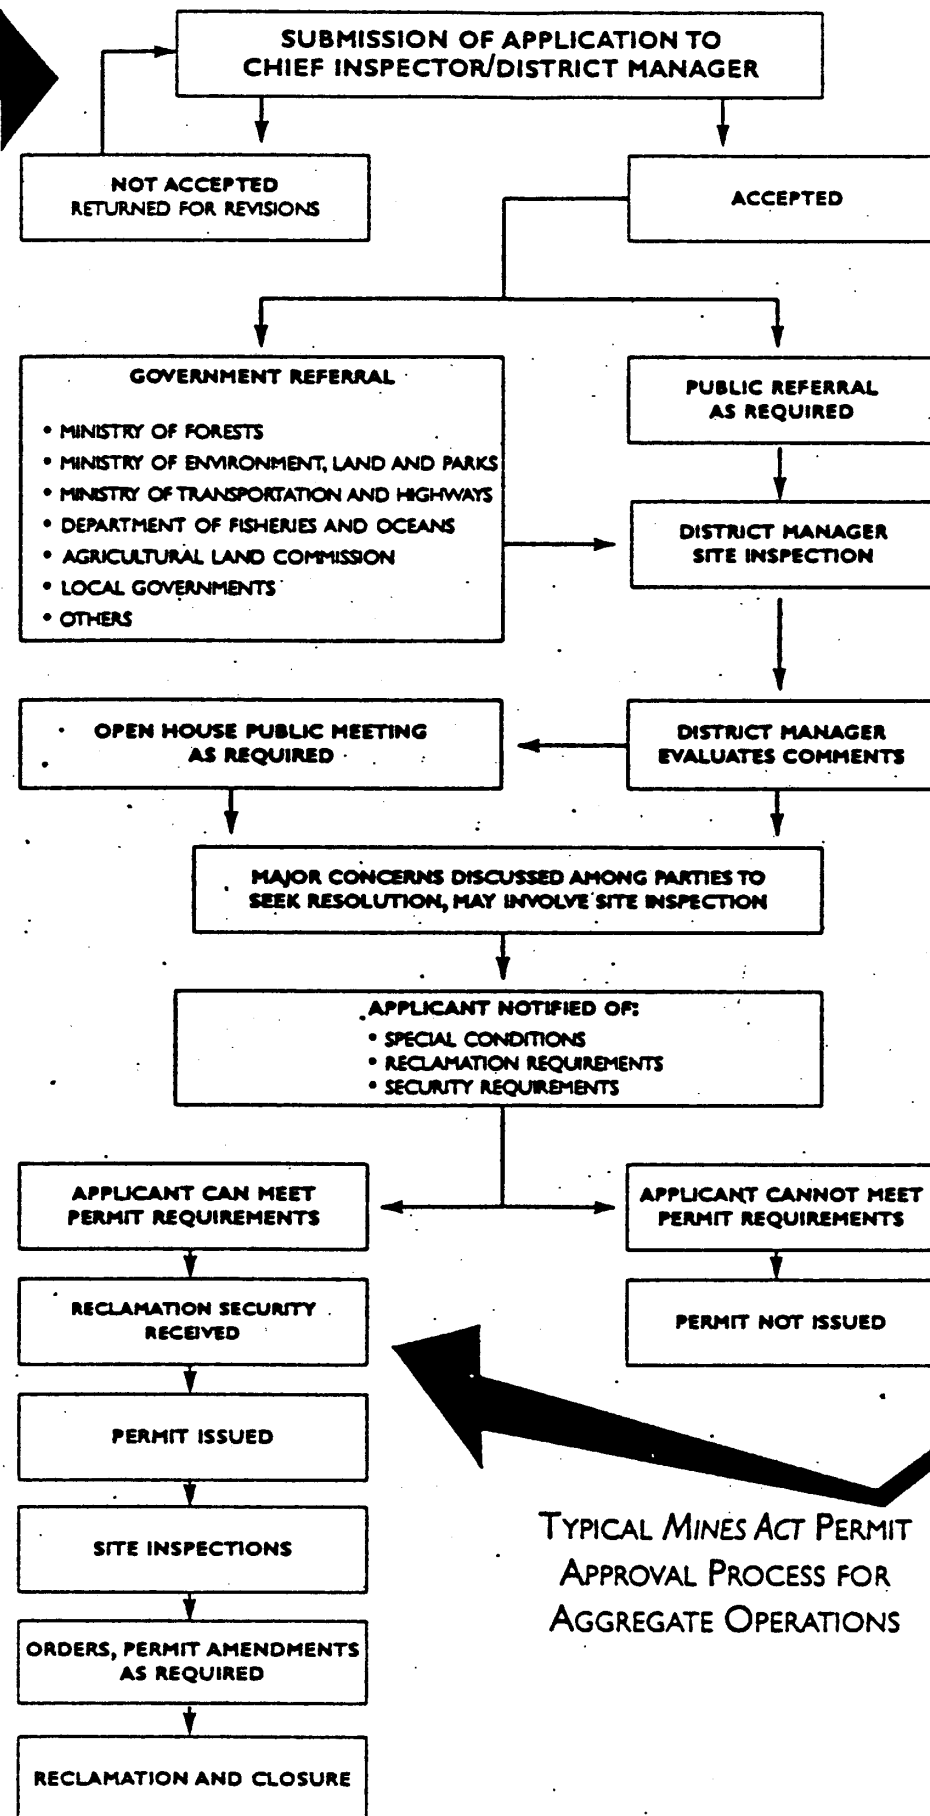 SUBMISSION OF APPLICATION TO
CHIEF INSPECTOR/DISTRICT MANAGER
NOT ACCEPTED
RETURNED FOR REVISIONS
ACCEPTED
GOVERNMENT REFERRAL
• MINISTRY OF FORESTS
• MINISTRY OF ENVIRONMENT, LAND AND PARKS
• MINISTRY OF TRANSPORTATION AND HIGHWAYS
• DEPARTMENT OF FISHERIES AND OCEANS
• AGRICULTURAL LAND COMMISSION
• LOCAL GOVERNMENTS
• OTHERS
PUBLIC REFERRAL
AS REQUIRED
DISTRICT MANAGER
SITE INSPECTION
OPEN HOUSE PUBLIC MEETING
AS REQUIRED
DISTRICT MANAGER
EVALUATES COMMENTS
MAJOR CONCERNS DISCUSSED AMONG PARTIES TO
SEEK RESOLUTION, MAY INVOLVE SITE INSPECTION
APPLICANT NOTIFIED OF:
• SPECIAL CONDITIONS
• RECLAMATION REQUIREMENTS
• SECURITY REQUIREMENTS
APPLICANT CAN MEET
PERMIT REQUIREMENTS
APPLICANT CANNOT MEET
PERMIT REQUIREMENTS
RECLAMATION SECURITY
RECEIVED
PERMIT NOT ISSUED
PERMIT ISSUED
SITE INSPECTIONS
ORDERS, PERMIT AMENDMENTS
AS REQUIRED
RECLAMATION AND CLOSURE
TYPICAL MINES ACT PERMIT
APPROVAL PROCESS FOR
AGGREGATE OPERATIONS